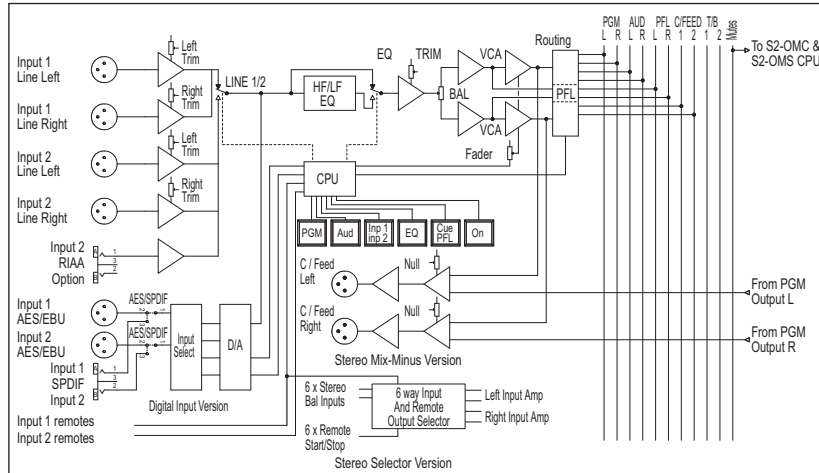 PGM AUD PFL C/FEED T/B
L R L R L R 1 2 1 2 Mutes
To S2-OMC &
S2-OMS CPU
Input 1
Line Left
Left
Trim
Input 1
Line Right
Right
Trim
LINE 1/2
HF/LF
EQ
EQ
TRIM
BAL
VCA
VCA
Routing
PFL
Fader
Input 2
Line Left
Left
Trim
Input 2
Line Right
Right
Trim
CPU
PGM
Aud
Inp 1
inp 2
EQ
Cue
PFL
On
Input 2
RIAA
Option
A
B
1
3
2
C / Feed
Left
Null
From PGM
Output L
C / Feed
Right
Null
From PGM
Output R
Stereo Mix-Minus Version
Input 1
AES/EBU
AES/SPDIF
Input 2
AES/EBU
AES/SPDIF
Input
Select
D/A
Input 1
SPDIF
Input 2
A
B
1
3
2
Digital Input Version
Input 1 remotes
Input 2 remotes
6 x Stereo
Bal Inputs
6 x Remote
Start/Stop
6 way Input
And Remote
Output Selector
Left Input Amp
Right Input Amp
Stereo Selector Version